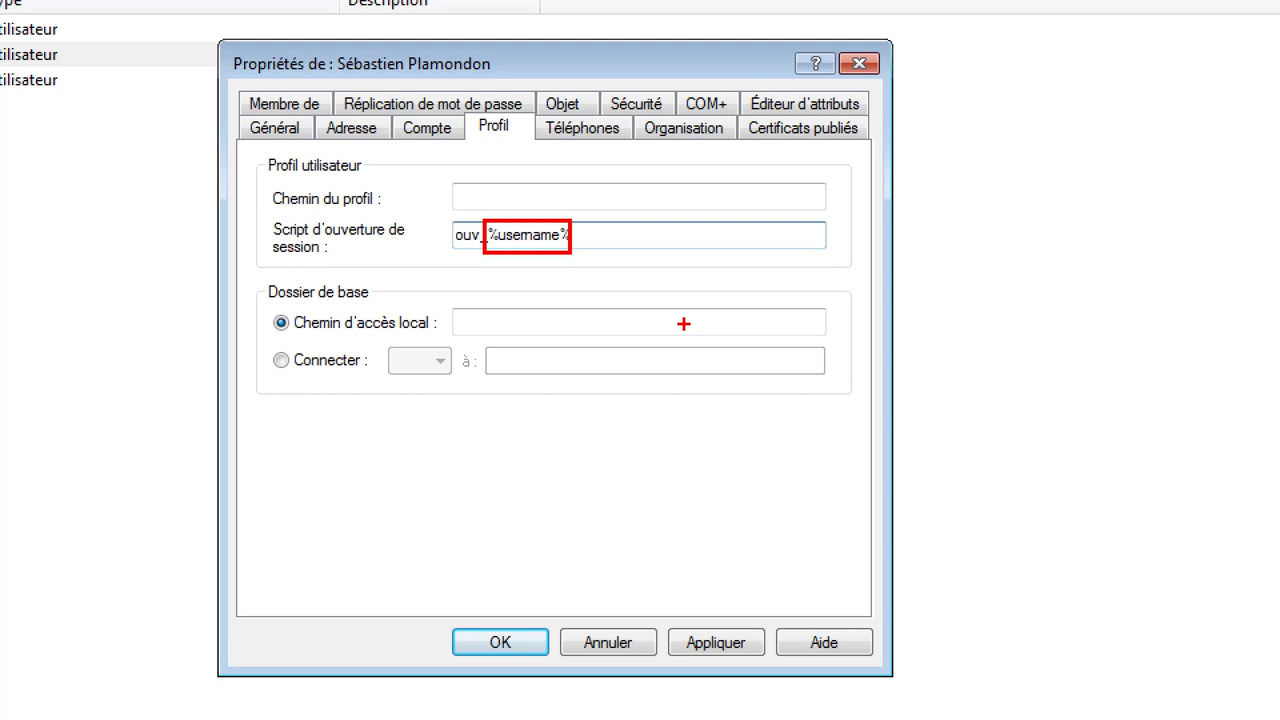 Description
tilisateur
tilisateur
tilisateur
Propriétés de : Sébastien Plamondon
Membre de Réplication de mot de passe Objet Sécurité COM+ Éditeur d'attributs
Général Adresse Compte Profil Téléphones Organisation Certificats publiés
Profil utilisateur
Chemin du profil :
Script d'ouverture de
session :
ouv_%username%
Dossier de base
Chemin d'accès local :
Connecter :
à :
OK Annuler Appliquer Aide